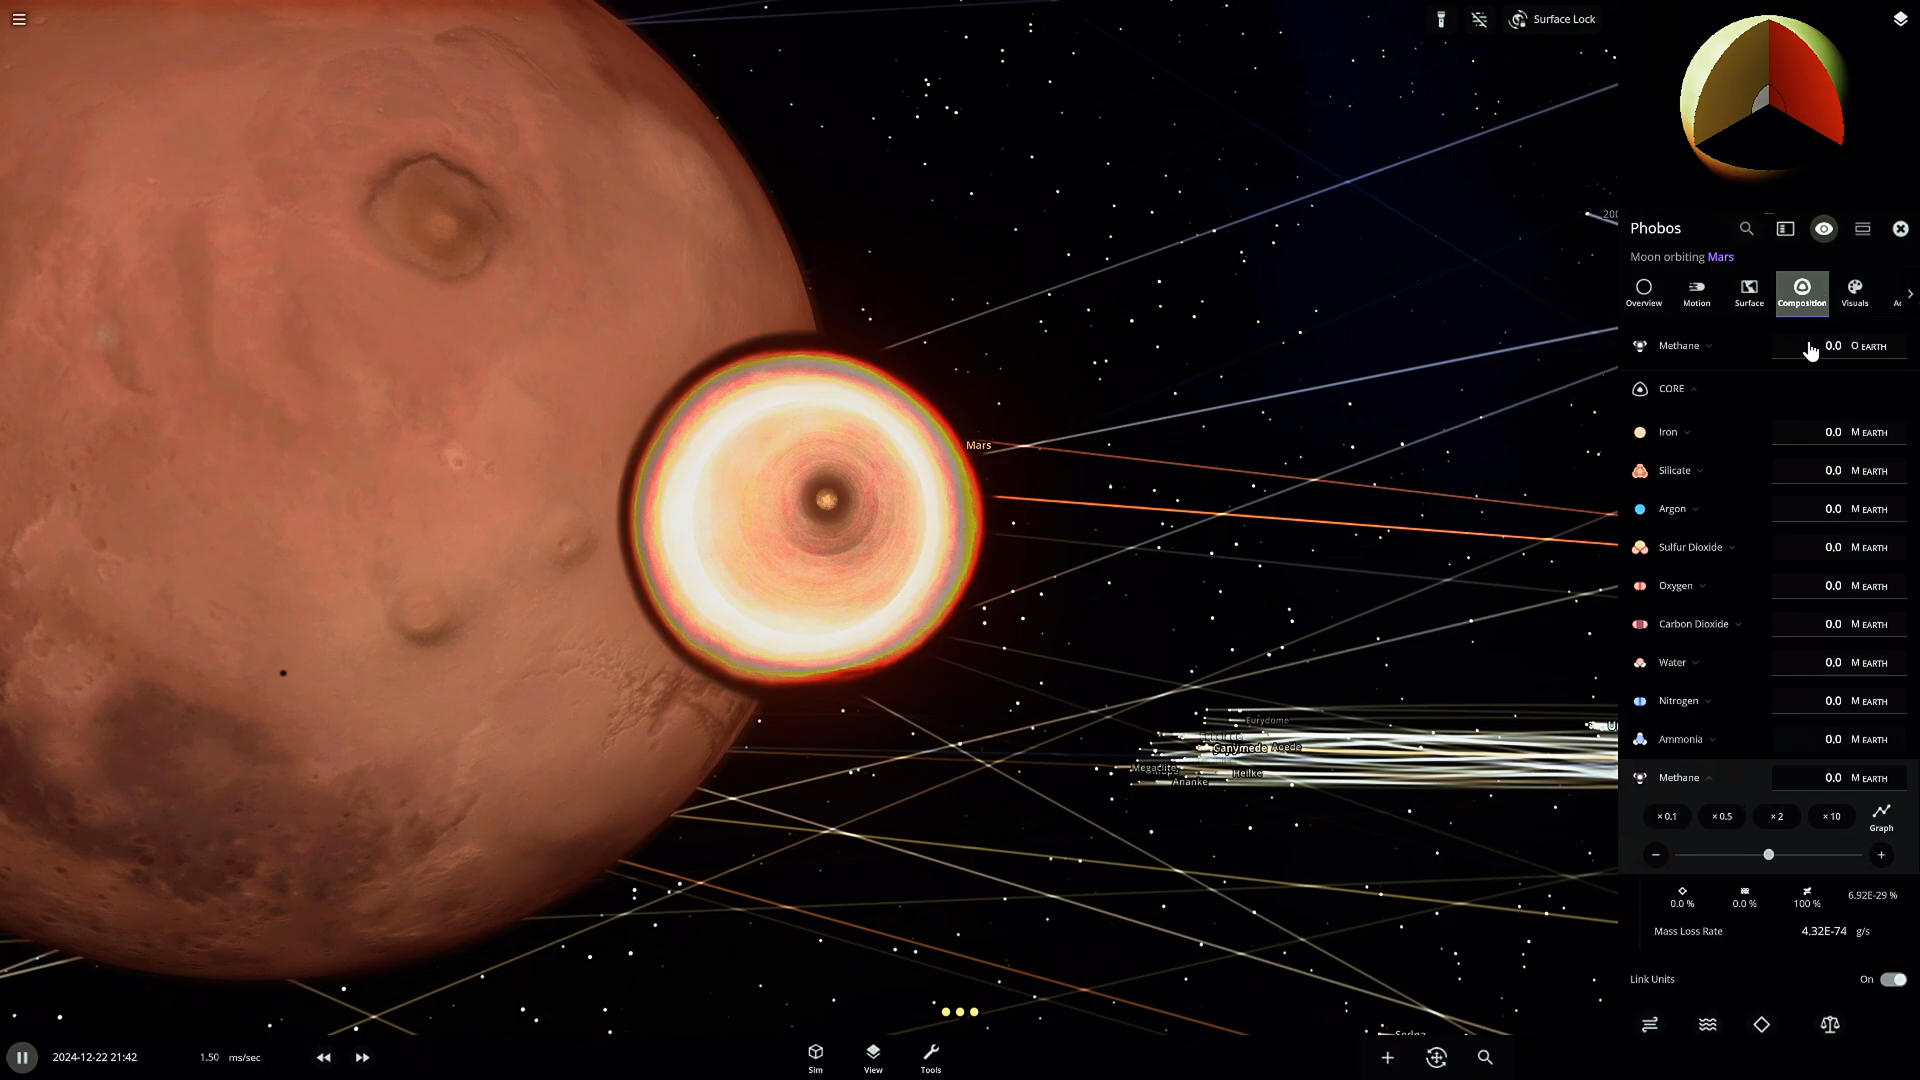 Surface Lock
200
Phobos
Moon orbiting Mars
Overview Motion Surface Composition Visuals
Methane 0.0 O EARTH
CORE
Iron 0.0 M EARTH
Mars
Silicate 0.0 M EARTH
Argon 0.0 M EARTH
Sulfur Dioxide 0.0 M EARTH
Oxygen 0.0 M EARTH
Carbon Dioxide 0.0 M EARTH
Water 0.0 M EARTH
Nitrogen 0.0 M EARTH
Eurydome
Ammonia 0.0 M EARTH
Ganymede Aoede
Megaclite
Helike
Ananke
Methane 0.0 M EARTH
× 0.1 × 0.5 × 2 × 10 Graph
0.0 % 0.0 % 100 % 6.92E-29 %
Mass Loss Rate 4.32E-74 g/s
Link Units On
Sedna
2024-12-22 21:42 1.50 ms/sec
Sim View Tools